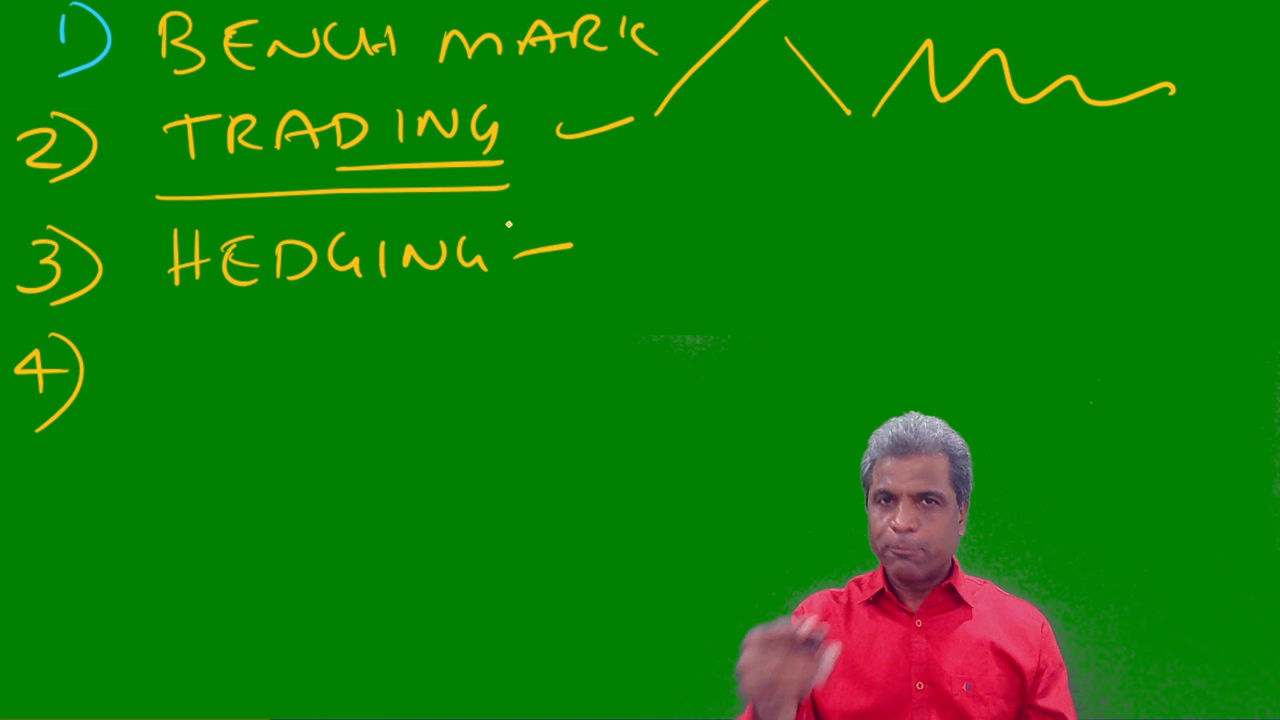 1) BENCH MARK
2) TRADING
3) HEDGING -
4)